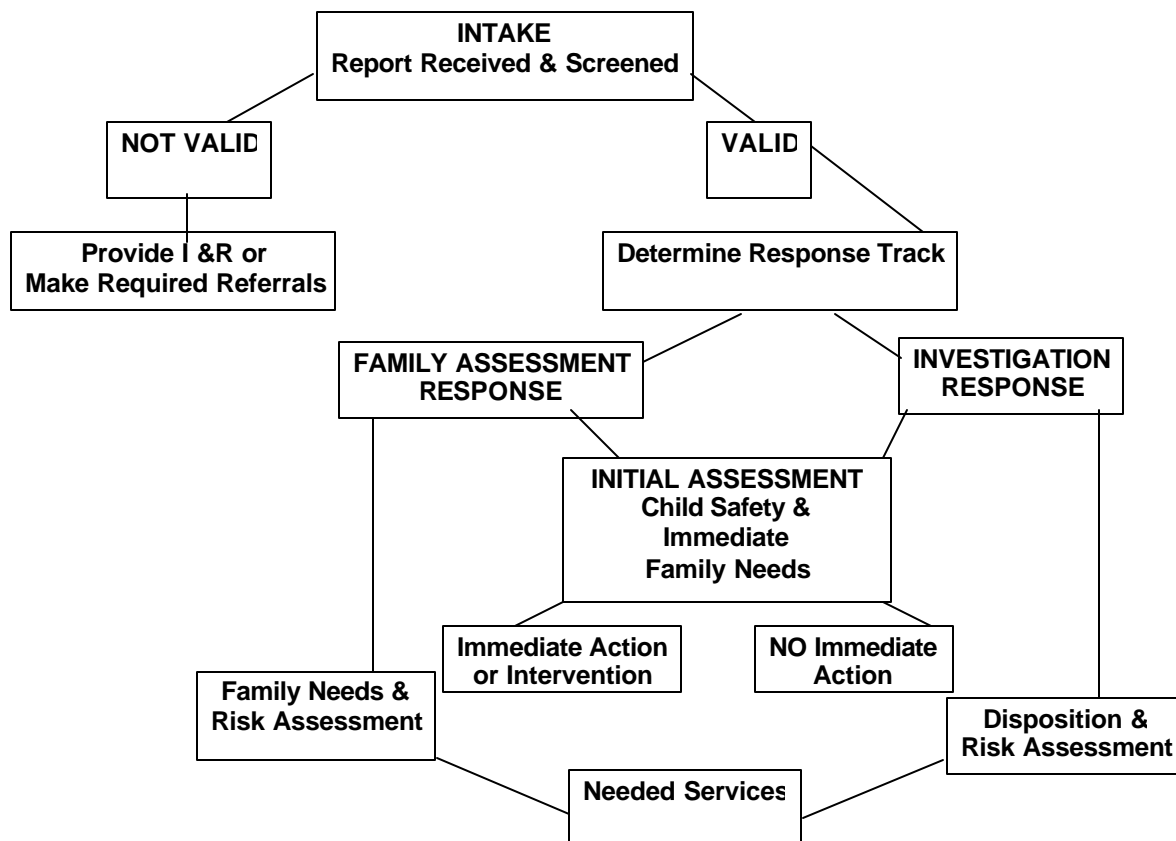 INTAKE
Report Received & Screened
NOT VALID
VALID
Provide I &R or
Make Required Referrals
Determine Response Track
FAMILY ASSESSMENT
RESPONSE
INVESTIGATION
RESPONSE
INITIAL ASSESSMENT
Child Safety &
Immediate
Family Needs
Immediate Action
or Intervention
NO Immediate
Action
Family Needs &
Risk Assessment
Disposition &
Risk Assessment
Needed Services